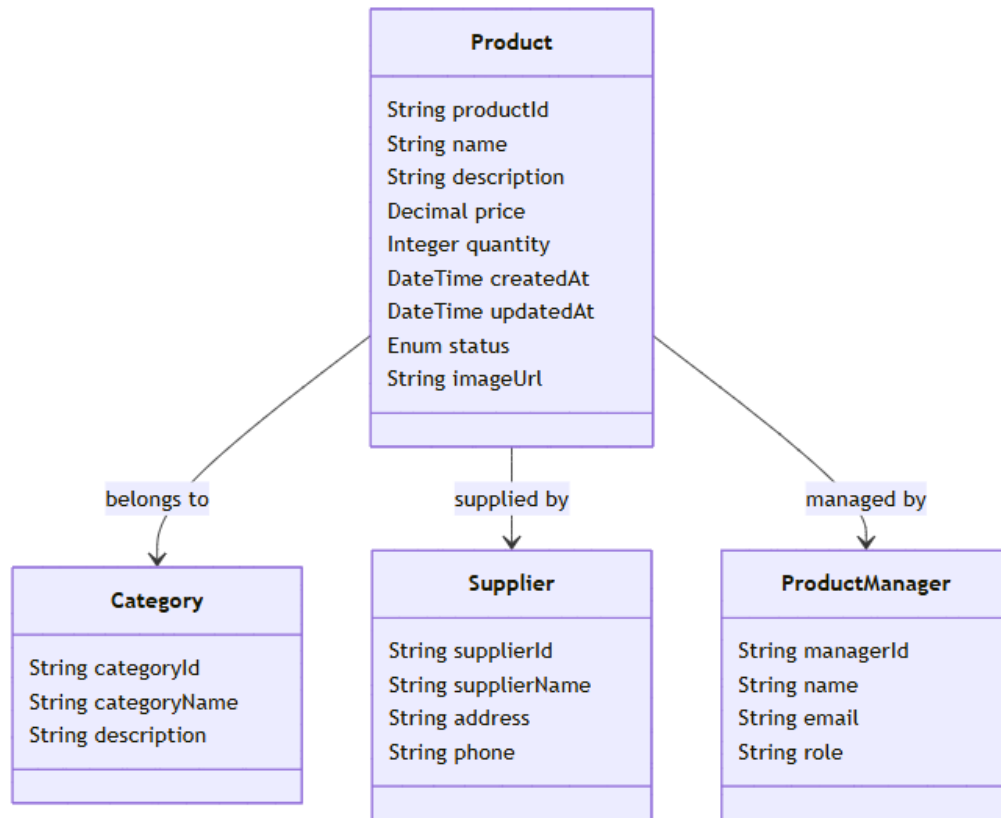 Product
String productId
String name
String description
Decimal price
Integer quantity
DateTime createdAt
DateTime updatedAt
Enum status
String imageUrl
belongs to
supplied by
managed by
Category
String categoryId
String categoryName
String description
Supplier
String supplierId
String supplierName
String address
String phone
ProductManager
String managerId
String name
String email
String role